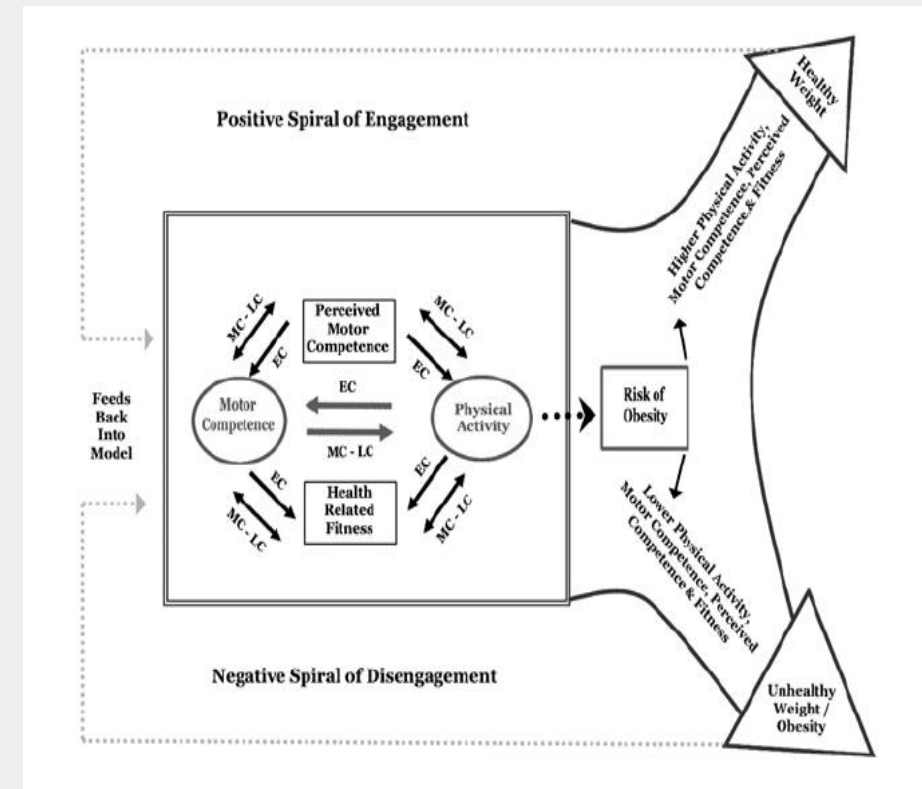 Positive Spiral of Engagement
Healthy
Weight
Higher Physical Activity,
Motor Competence, Perceived
Competence & Fitness
MC - LC
EC
Perceived
Motor
Competence
MC - LC
EC
Feeds
Back
Into
Model
Motor
Competence
EC
MC - LC
Physical
Activity
Risk of
Obesity
EC
MC - LC
Health
Related
Fitness
EC
MC - LC
Lower Physical Activity,
Motor Competence, Perceived
Competence & Fitness
Negative Spiral of Disengagement
Unhealthy
Weight /
Obesity